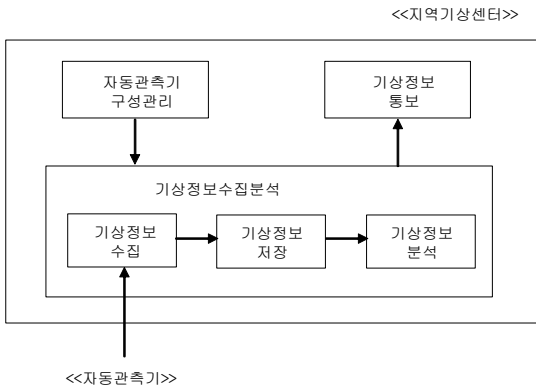 <<지역기상센터>>
자동관측기
구성관리
기상정보
통보
기상정보수집분석
기상정보
수집
기상정보
저장
기상정보
분석
<<자동관측기>>